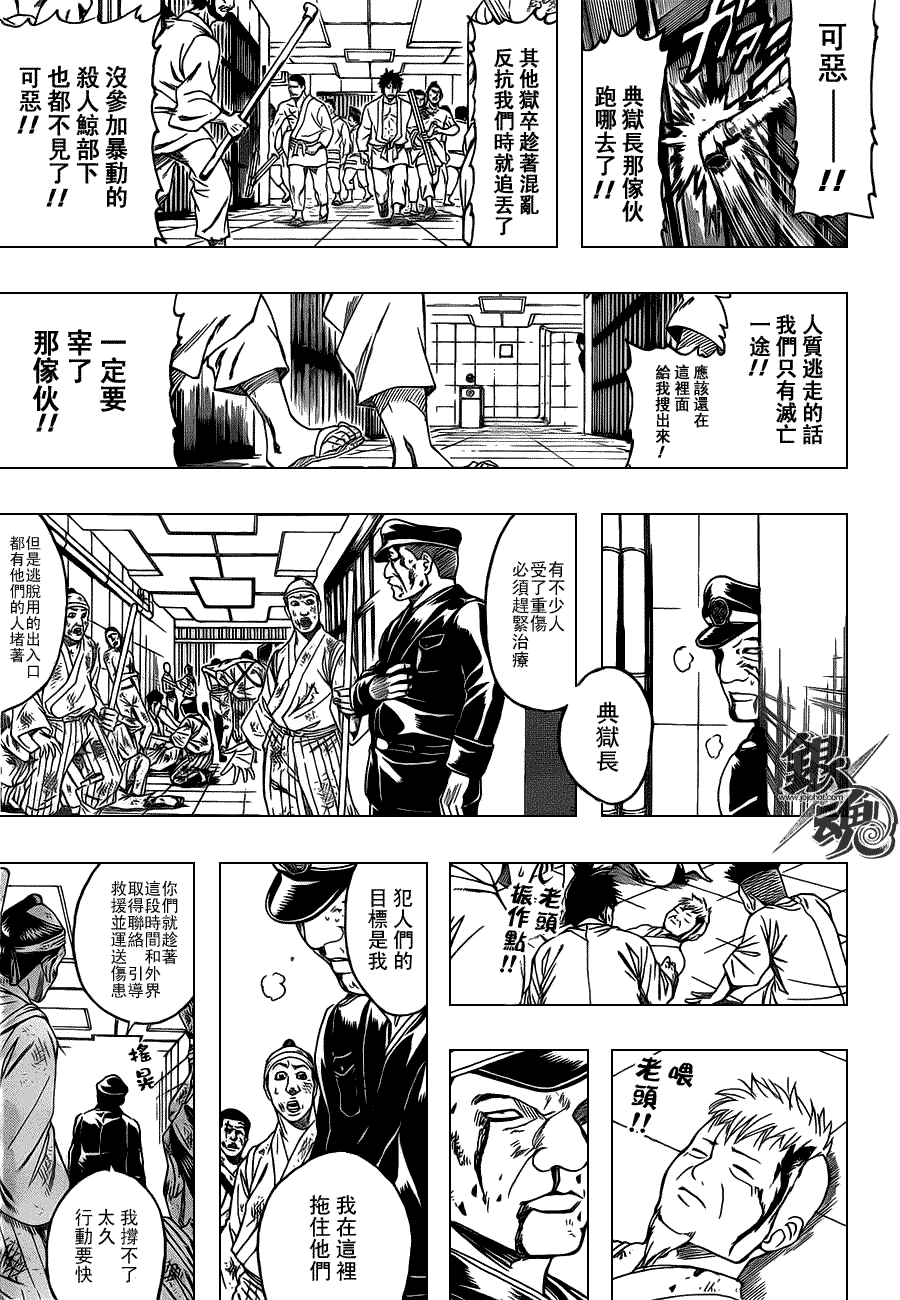 可惡──!!
ガァン
典獄長那傢伙
跑哪去了!!
其他獄卒趁著混亂
反抗我們時就追丟了
沒參加暴動的
殺人鯨部下
也都不見了!!
可惡!!
人質逃走的話
我們只有滅亡
一途!!
應該還在
這裡面
給我搜出來!
一定要
宰了
那傢伙!!
典獄長
有不少人
受了重傷
必須趕緊治療
但是逃脫用的出入口
都有他們的人堵著
銀魂
www.jojohot.com
老頭
振作點!!
喂
老頭!!
犯人們的
目標是我
我在這裡
拖住他們
你們就趁著
這段時間和外界
取得聯絡 引導
救援並運送傷患
搖晃
我撐不了
太久
行動要快